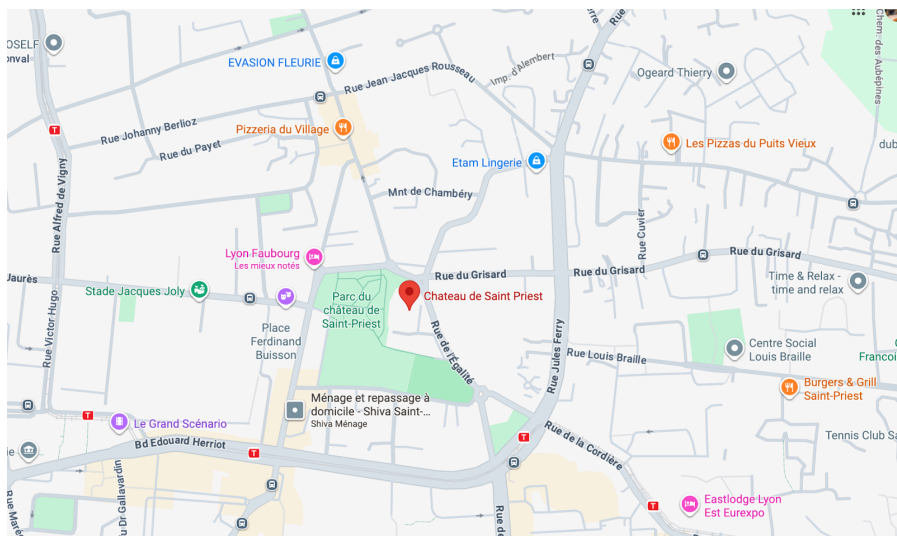 OSELF
onval
EVASION FLEURIE
Rue Jean Jacques Rousseau
Imp. d'Alembert
Ogeard Thierry
Chem. des Aubépines
T
Rue Johanny Berlioz
Pizzeria du Village
Rue du Payet
Etam Lingerie
Les Pizzas du Puits Vieux
dub
Mnt de Chambéry
Rue Alfred de Vigny
Rue Cuvier
Lyon Faubourg
Les mieux notés
Rue du Grisard
Rue du Grisard
Rue du Grisard
Jaurès
Stade Jacques Joly
Parc du
château de
Saint-Priest
Chateau de Saint Priest
Time & Relax -
time and relax
Rue Victor Hugo
Place
Ferdinand
Buisson
Rue de l'Égalité
Rue Jules Ferry
Rue Louis Braille
Centre Social
Louis Braille
Francoi
Ménage et repassage à
domicile - Shiva Saint-...
Shiva Ménage
Burgers & Grill
Saint-Priest
T
Le Grand Scénario
Bd Edouard Herriot
T
T
Rue de la Cordière
Tennis Club Sa
ie
Rue Maré
u Dr Gallavardin
Rue de
T
Eastlodge Lyon
Est Eurexpo